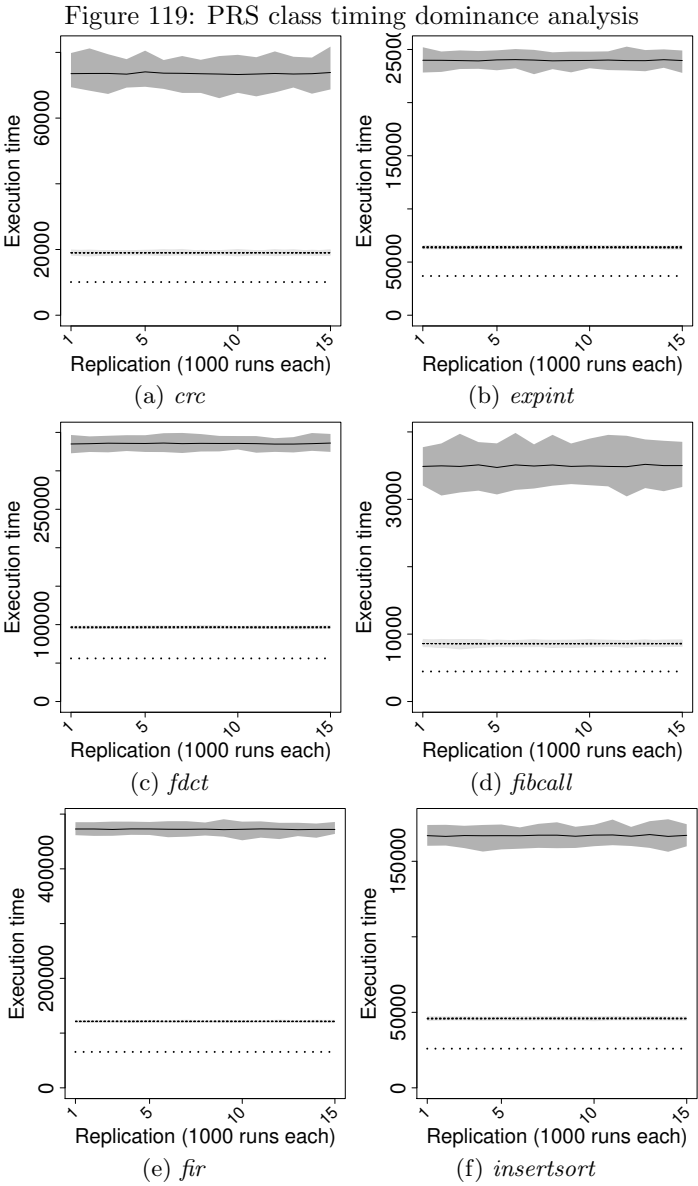 Figure 119: PRS class timing dominance analysis
Execution time
0
20000
60000
1
5
10
15
Replication (1000 runs each)
(a) crc
Execution time
0
50000
150000
25000
1
5
10
15
Replication (1000 runs each)
(b) expint
Execution time
0
100000
250000
1
5
10
15
Replication (1000 runs each)
(c) fdct
Execution time
0
10000
30000
1
5
10
15
Replication (1000 runs each)
(d) fibcall
Execution time
0
200000
400000
1
5
10
15
Replication (1000 runs each)
(e) fir
Execution time
0
50000
150000
1
5
10
15
Replication (1000 runs each)
(f) insertsort